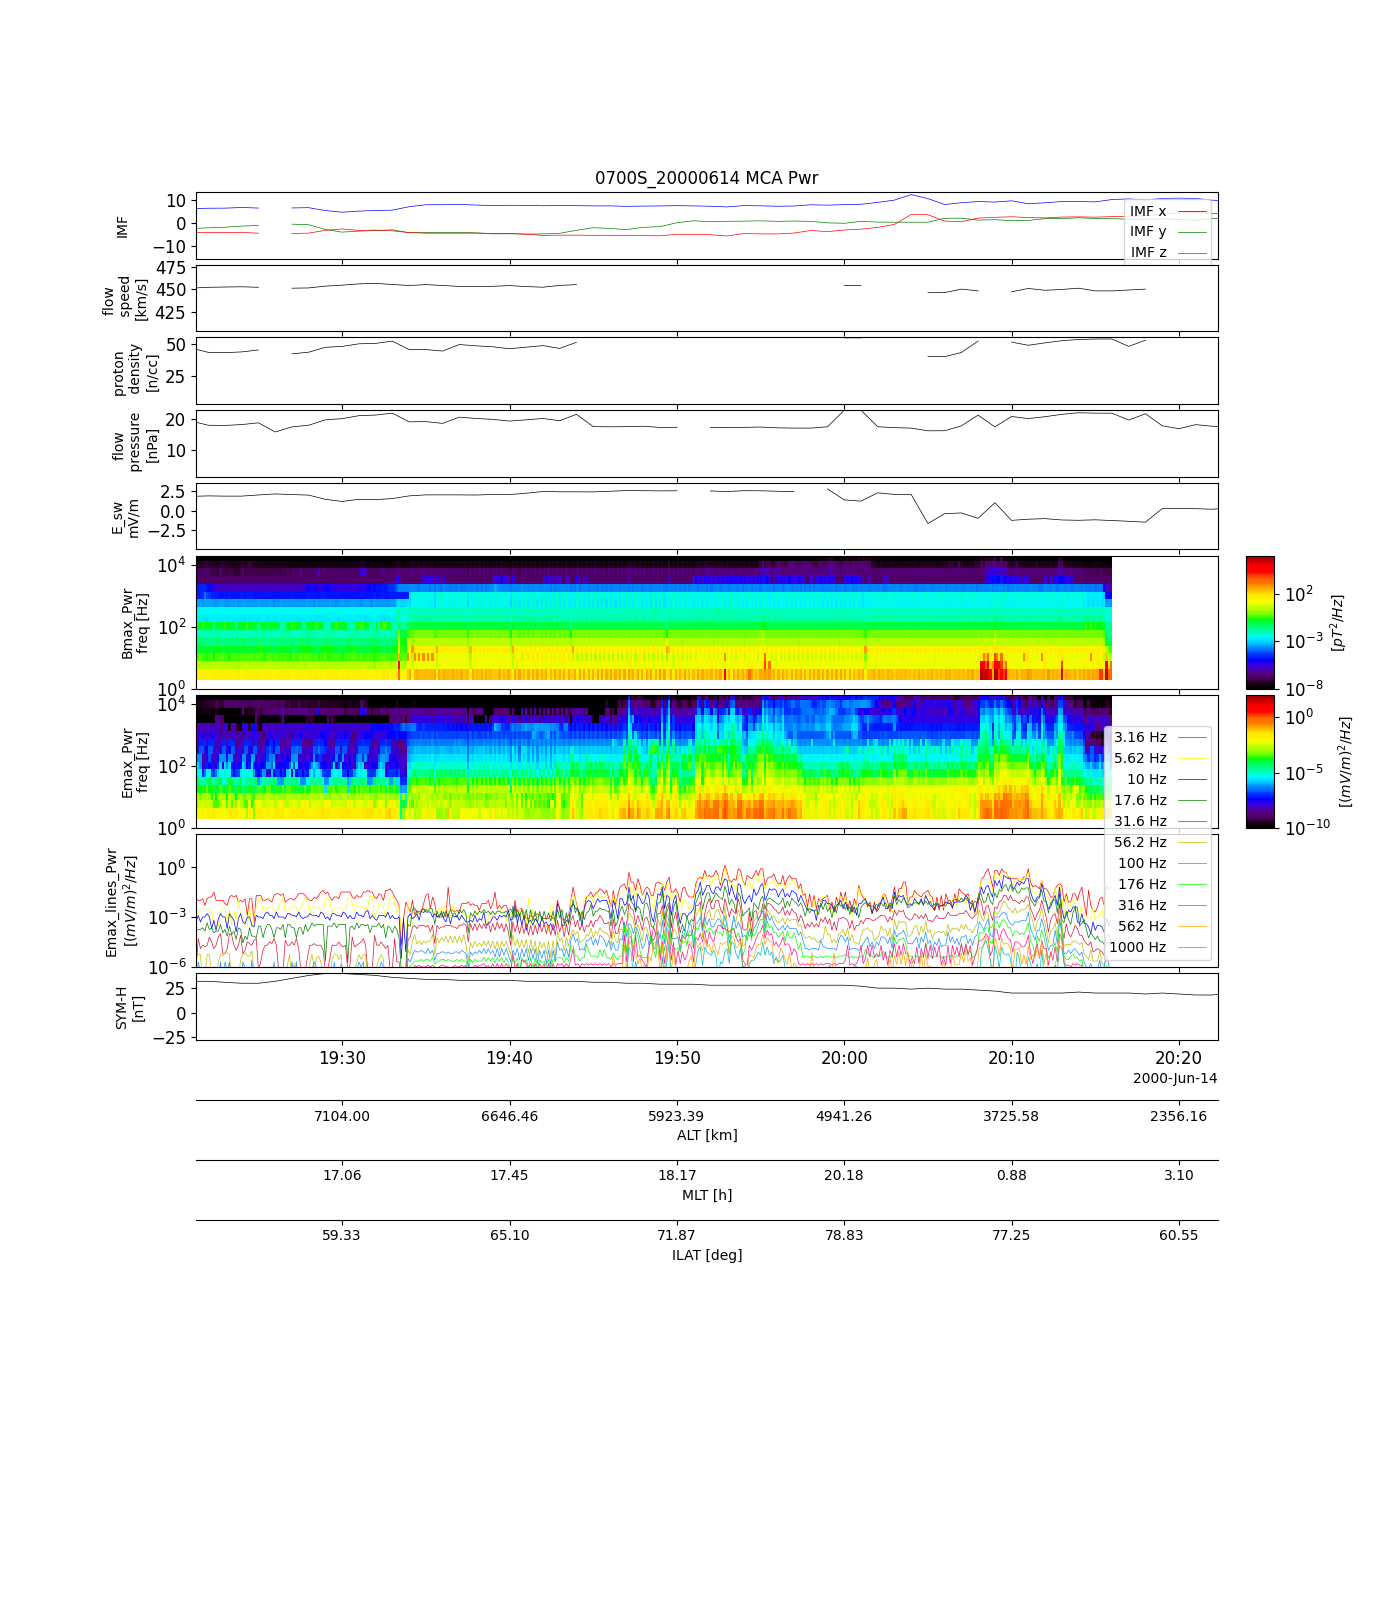 0700S_20000614 MCA Pwr
10
0
−10
IMF
IMF x
IMF y
IMF z
475
450
425
flow
speed
[km/s]
50
25
proton
density
[n/cc]
20
10
flow
pressure
[nPa]
2.5
0.0
−2.5
E_sw
mV/m
10^4
10^2
10^0
Bmax_Pwr
freq [Hz]
10^2
10^−3
10^−8
[pT^2/Hz]
10^4
10^2
10^0
Emax_Pwr
freq [Hz]
10^0
10^−5
10^−10
[(mV/m)^2/Hz]
3.16 Hz
5.62 Hz
10 Hz
17.6 Hz
31.6 Hz
56.2 Hz
100 Hz
176 Hz
316 Hz
562 Hz
1000 Hz
10^0
10^−3
10^−6
Emax_lines_Pwr
[(mV/m)^2/Hz]
25
0
−25
SYM-H
[nT]
19:30 19:40 19:50 20:00 20:10 20:20
2000-Jun-14
7104.00 6646.46 5923.39 4941.26 3725.58 2356.16
ALT [km]
17.06 17.45 18.17 20.18 0.88 3.10
MLT [h]
59.33 65.10 71.87 78.83 77.25 60.55
ILAT [deg]